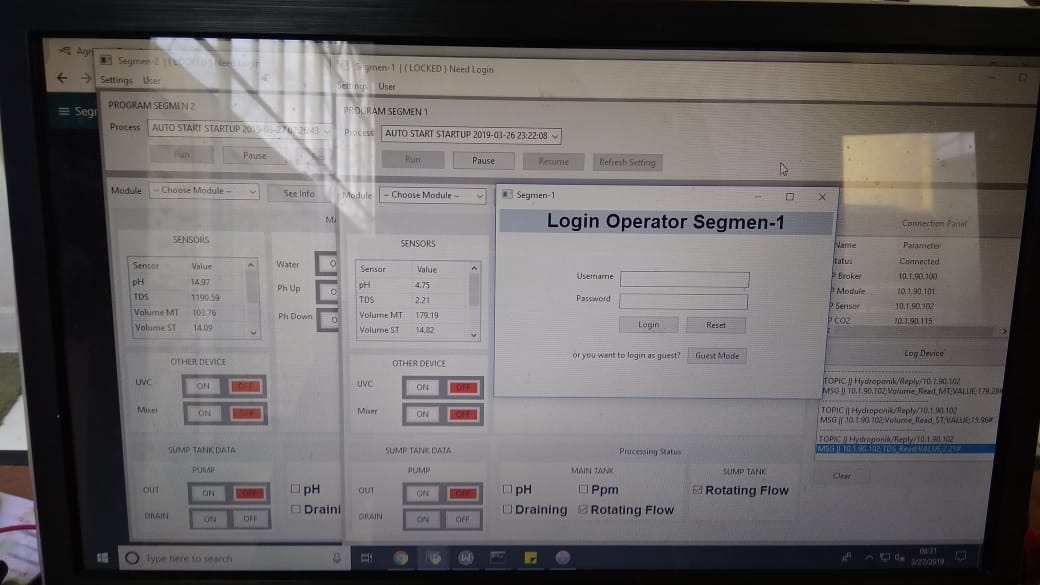 Segmen-2 | ( LOCKED ) Need Login
Settings User
PROGRAM SEGMEN 2
Process AUTO START STARTUP 2019-03-27 07:26:43
Run Pause
Module -- Choose Module -- See Info
SENSORS
Sensor Value
pH 14.97
TDS 1190.59
Volume MT 103.76
Volume ST 14.09
Water
Ph Up
Ph Down
OTHER DEVICE
UVC ON OFF
Mixer ON OFF
SUMP TANK DATA
PUMP
OUT ON OFF
DRAIN ON OFF
pH
Draini
Segmen-1 | ( LOCKED ) Need Login
Settings User
PROGRAM SEGMEN 1
Process AUTO START STARTUP 2019-03-26 23:22:08
Run Pause Resume Refresh Setting
Module -- Choose Module --
SENSORS
Sensor Value
pH 4.75
TDS 2.21
Volume MT 179.19
Volume ST 14.82
OTHER DEVICE
UVC ON OFF
Mixer ON OFF
SUMP TANK DATA
PUMP
OUT ON OFF
DRAIN ON OFF
Processing Status
MAIN TANK
pH Ppm
Draining Rotating Flow
SUMP TANK
Rotating Flow
Segmen-1
Login Operator Segmen-1
Username
Password
Login Reset
or you want to login as guest? Guest Mode
Connection Panel
Name Parameter
tatus Connected
P Broker 10.1.90.100
P Module 10.1.90.101
P Sensor 10.1.90.102
P CO2 10.1.90.115
Log Device
TOPIC || Hydroponik/Reply/10.1.90.102
MSG || 10.1.90.102;Volume_Read_MT;VALUE;179.28#
TOPIC || Hydroponik/Reply/10.1.90.102
MSG || 10.1.90.102;Volume_Read_ST;VALUE;15.96#
TOPIC || Hydroponik/Reply/10.1.90.102
MSG || 10.1.90.102;TDS_Read;VALUE;2.21#
Clear
Type here to search
08:31
3/27/2019